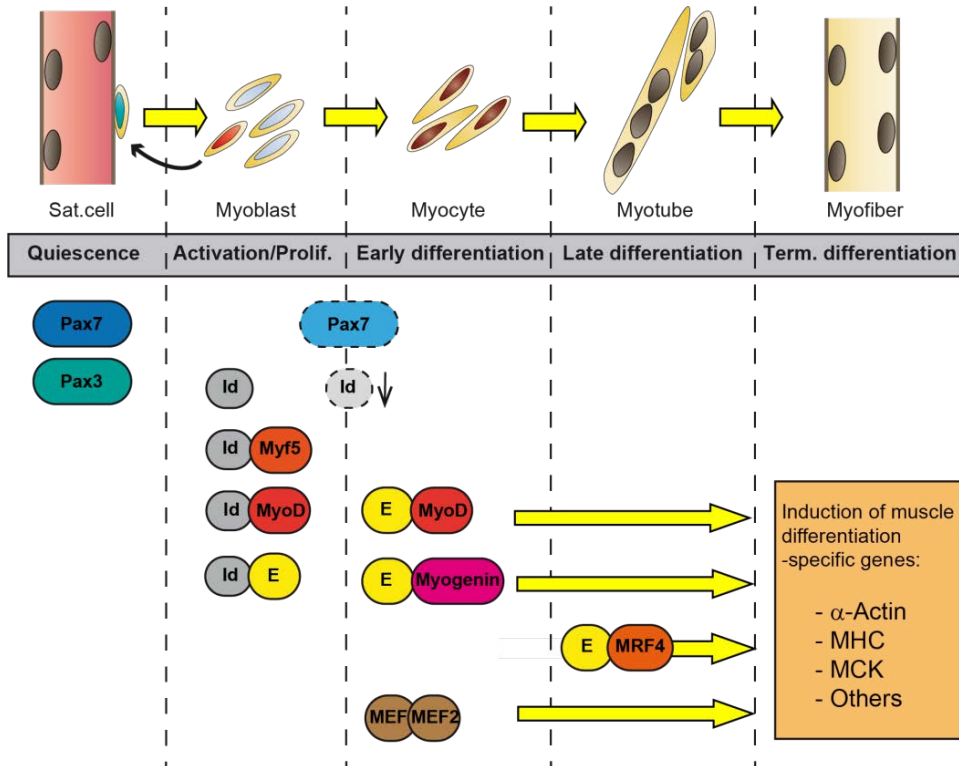 Sat.cell
Myoblast
Myocyte
Myotube
Myofiber
Quiescence
Activation/Prolif.
Early differentiation
Late differentiation
Term. differentiation
Pax7
Pax7
Pax3
Id
Id
Id Myf5
Id MyoD
E MyoD
Id E
E Myogenin
E MRF4
MEF MEF2
Induction of muscle
differentiation
-specific genes:
- α-Actin
- MHC
- MCK
- Others